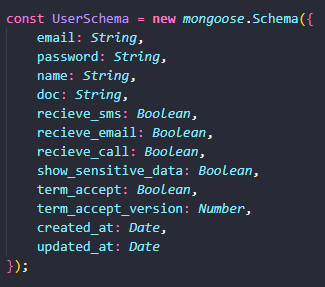 const UserSchema = new mongoose.Schema({
    email: String,
    password: String,
    name: String,
    doc: String,
    recieve_sms: Boolean,
    recieve_email: Boolean,
    recieve_call: Boolean,
    show_sensitive_data: Boolean,
    term_accept: Boolean,
    term_accept_version: Number,
    created_at: Date,
    updated_at: Date
});